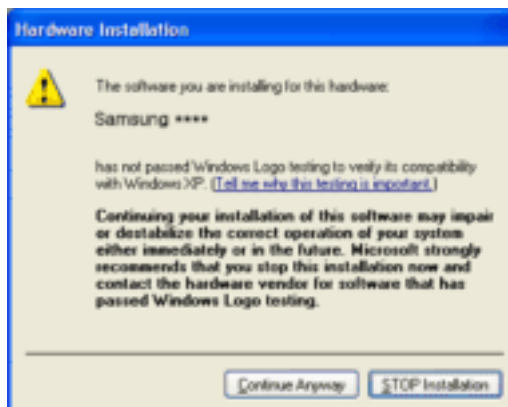 Hardware Installation
The software you are installing for this hardware:
Samsung ****
has not passed Windows Logo testing to verify its compatibility
with Windows XP. (Tell me why this testing is important.)
Continuing your installation of this software may impair
or destabilize the correct operation of your system
either immediately or in the future. Microsoft strongly
recommends that you stop this installation now and
contact the hardware vendor for software that has
passed Windows Logo testing.
Continue Anyway STOP Installation